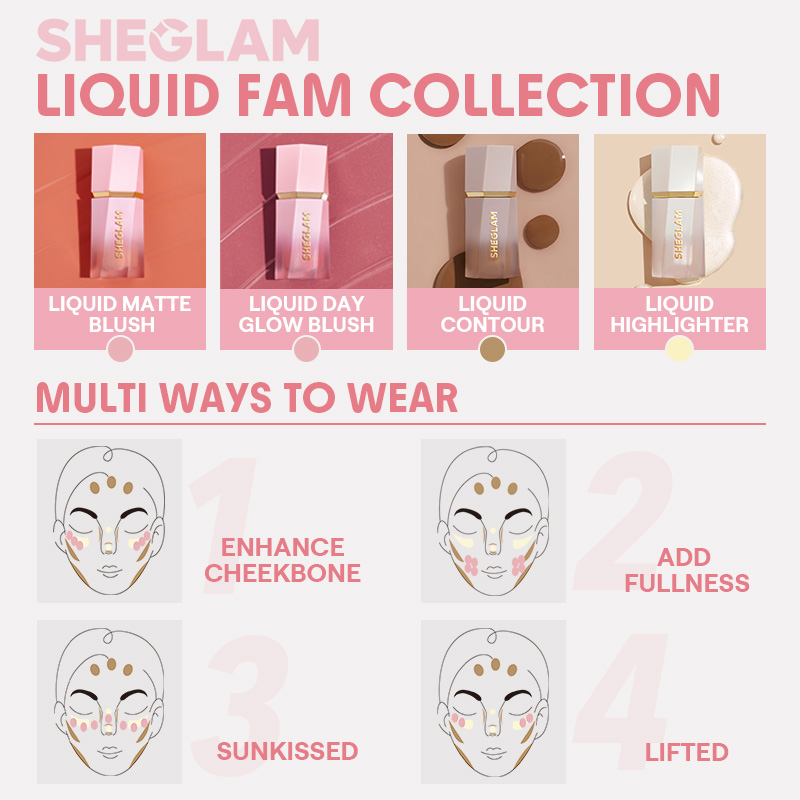 SHEGLAM
LIQUID FAM COLLECTION
SHEGLAM
SHEGLAM
SHEGLAM
SHEGLAM
LIQUID MATTE
BLUSH
LIQUID DAY
GLOW BLUSH
LIQUID
CONTOUR
LIQUID
HIGHLIGHTER
MULTI WAYS TO WEAR
1
ENHANCE
CHEEKBONE
2
ADD
FULLNESS
3
SUNKISSED
4
LIFTED